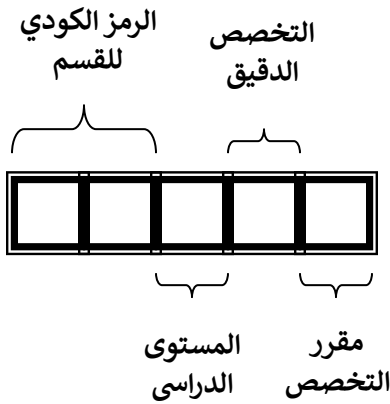 الرمز الكودي
للقسم
التخصص
الدقيق
المستوى
الدراسى
مقرر
التخصص